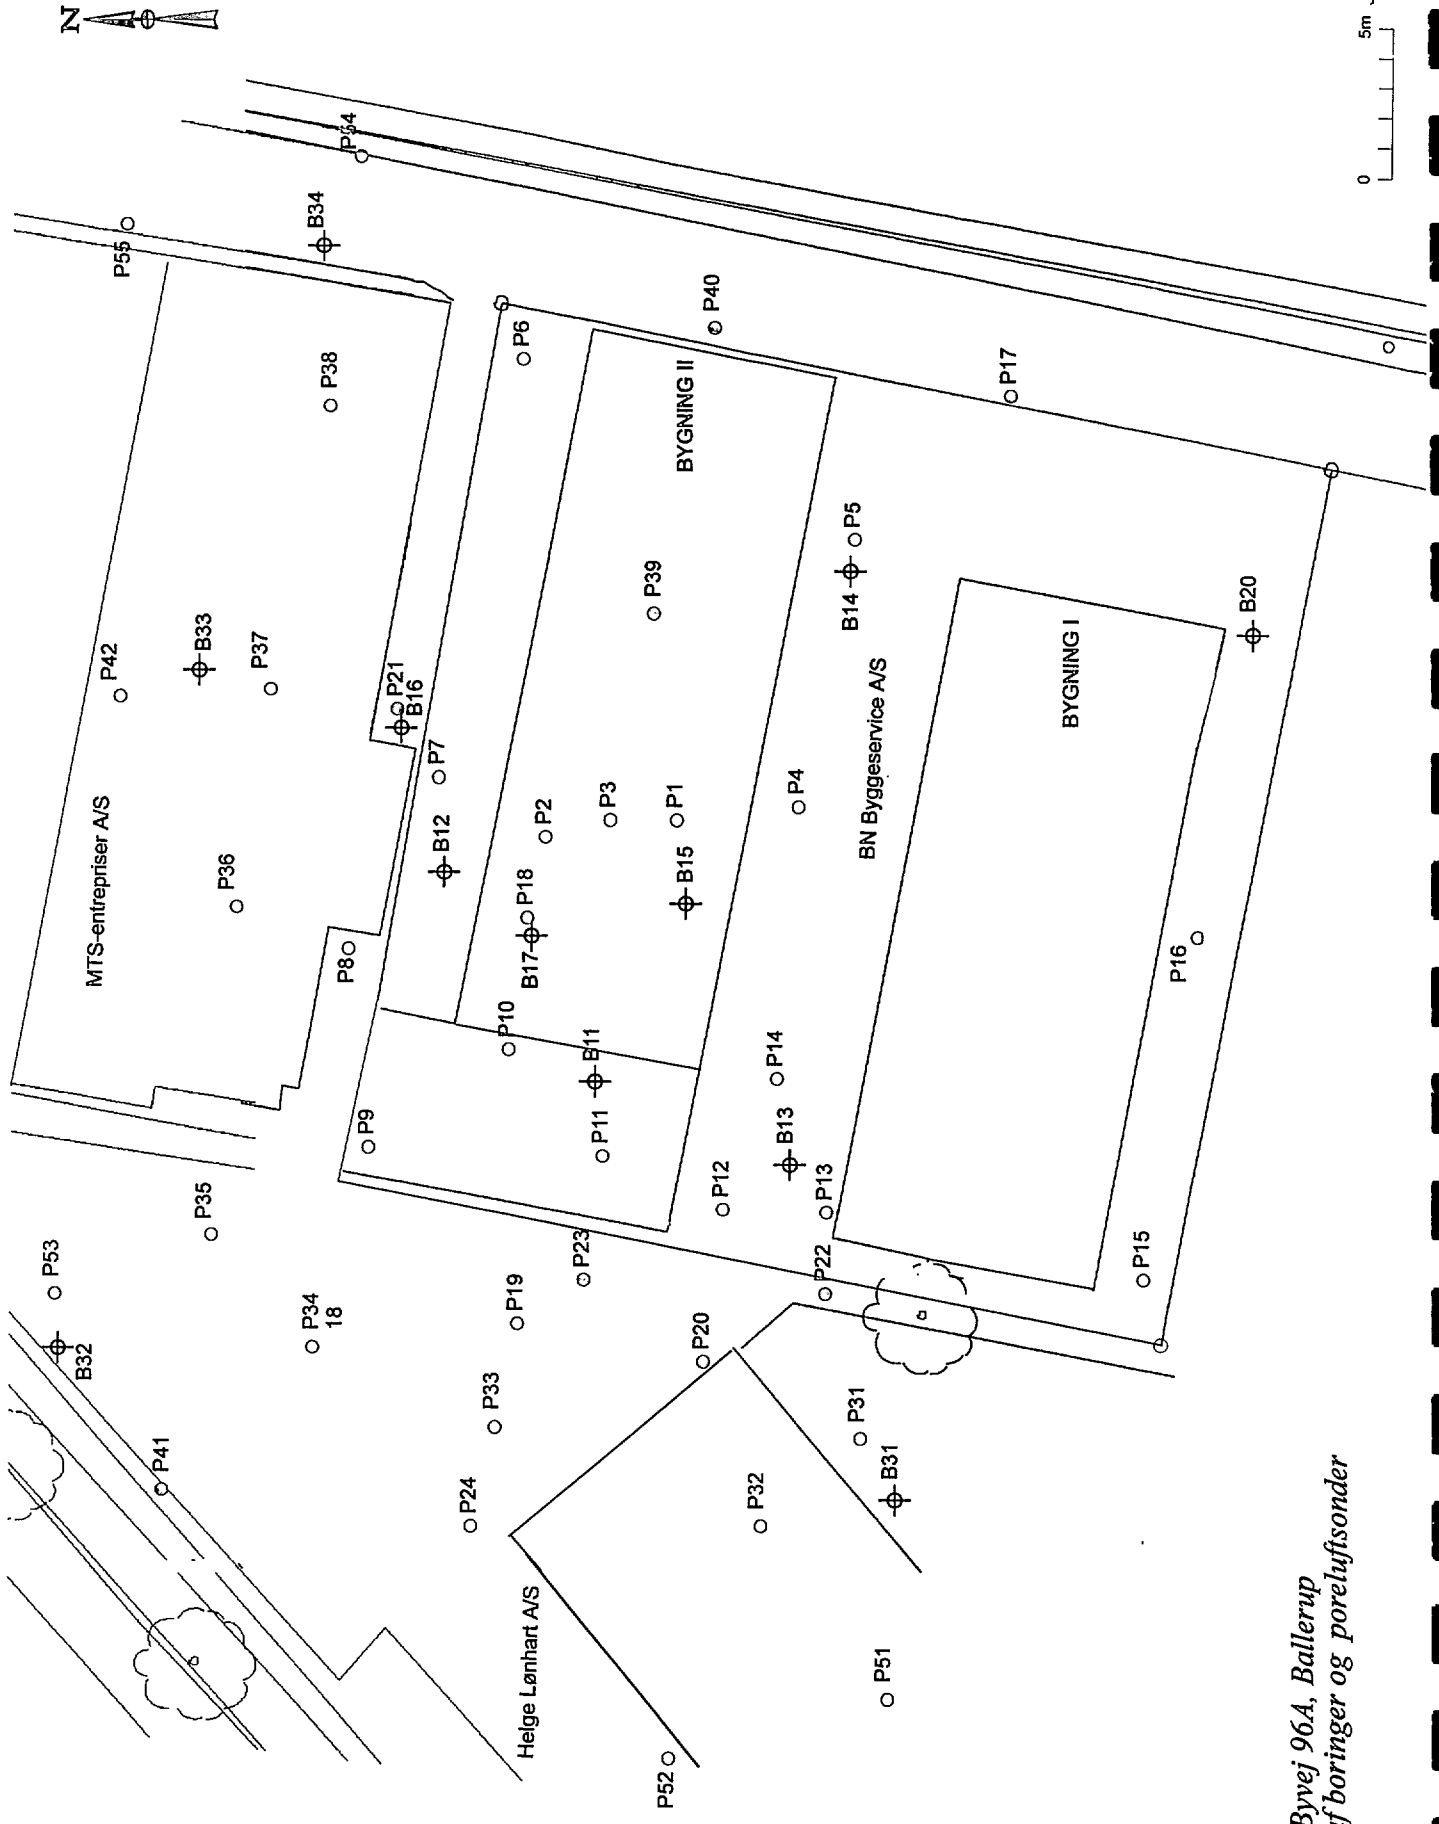 N
P55
P54
B34
P38
P42
B33
P37
P21
B16
MTS-entrepriser A/S
P36
P8
P7
B12
P6
P40
BYGNING II
P39
P17
P5
B14
P2
P3
P1
P4
B15
P18
B17
P10
B11
P11
P9
BN Byggeservice A/S
BYGNING I
B20
P16
P14
B13
P12
P13
P22
P15
P35
P53
B32
P34
18
P19
P23
P20
P33
P41
P24
P31
B31
P32
Helge Lønhart A/S
P51
P52
0
5m
Byvej 96A, Ballerup
f boringer og poreluftsonder